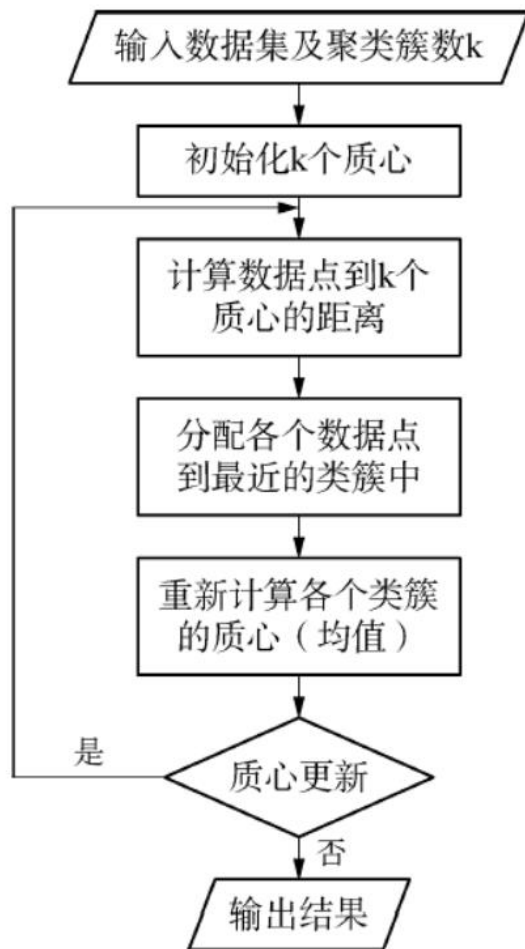 输入数据集及聚类簇数k
初始化k个质心
计算数据点到k个
质心的距离
分配各个数据点
到最近的类簇中
重新计算各个类簇
的质心（均值）
是
质心更新
否
输出结果